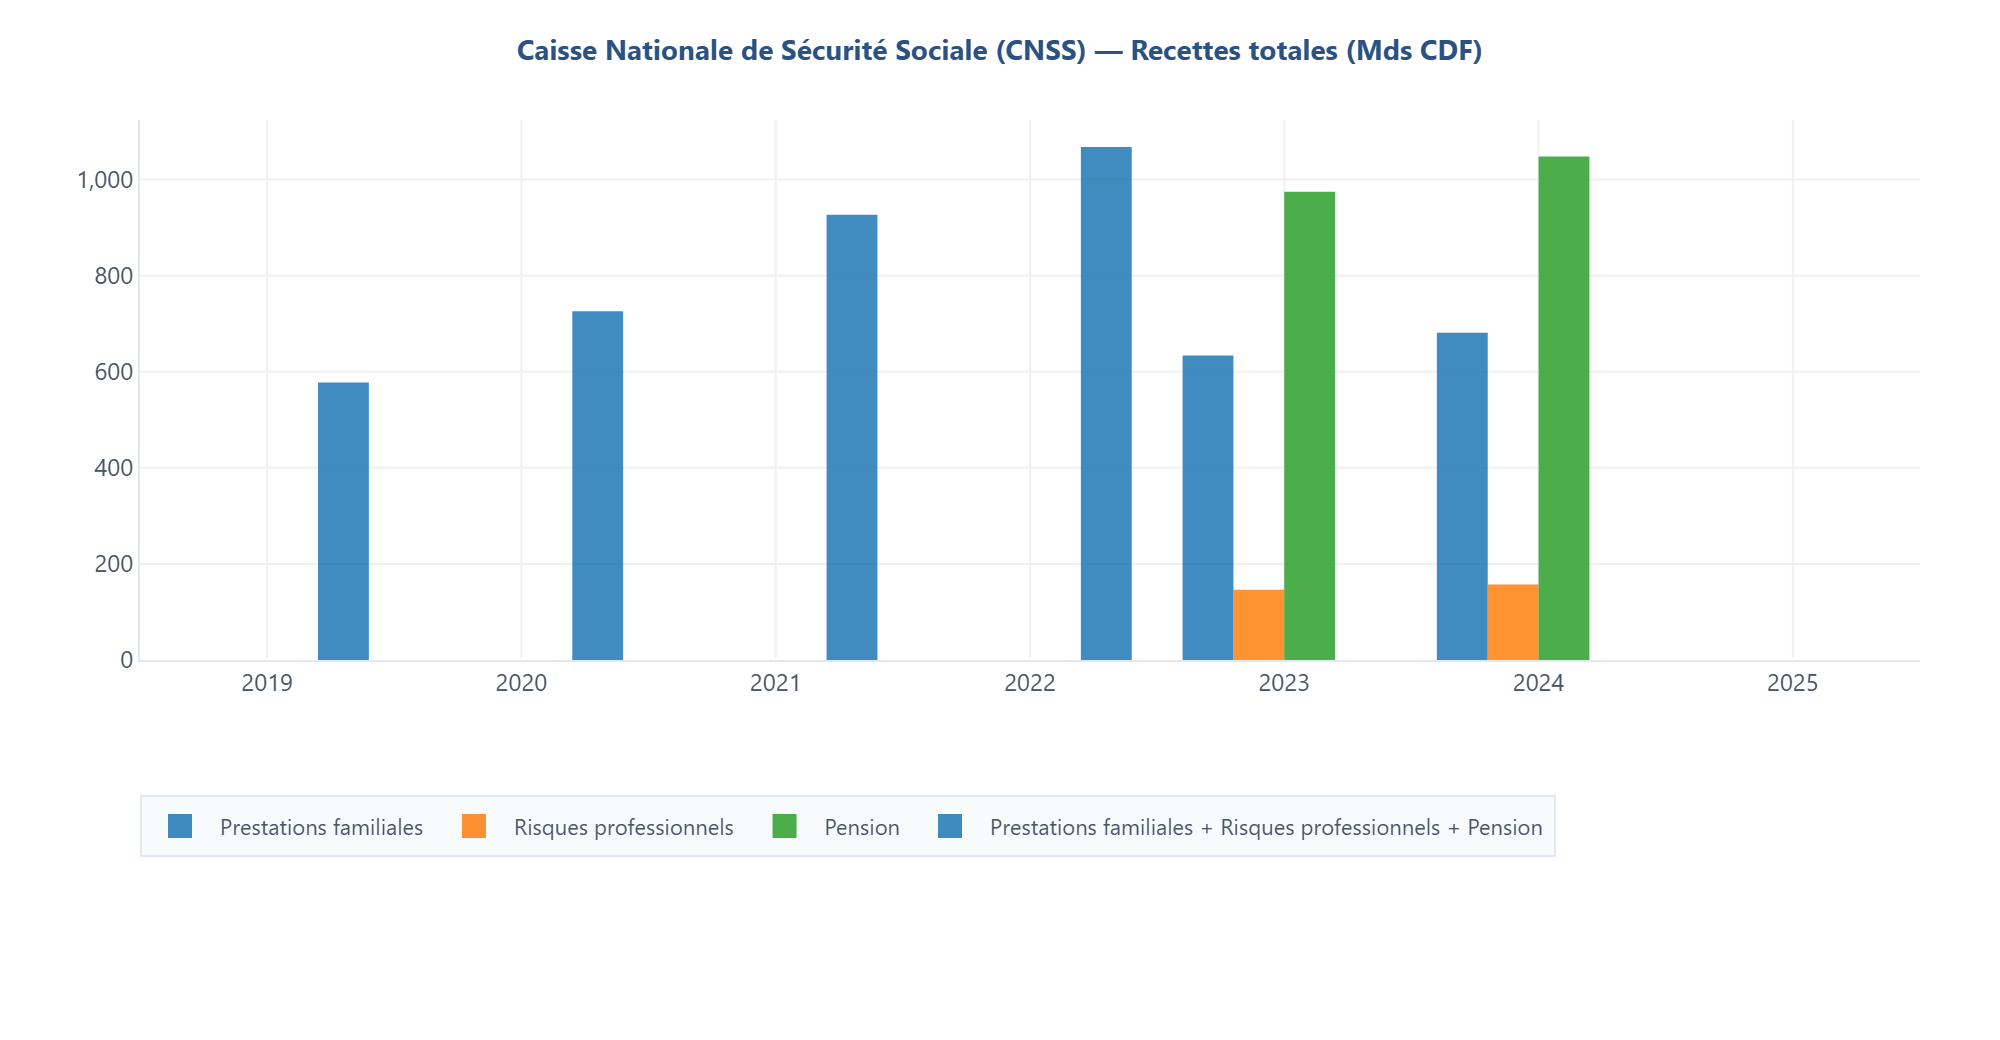 Caisse Nationale de Sécurité Sociale (CNSS) — Recettes totales (Mds CDF)
1,000
800
600
400
200
0
2019 2020 2021 2022 2023 2024 2025
Prestations familiales Risques professionnels Pension Prestations familiales + Risques professionnels + Pension